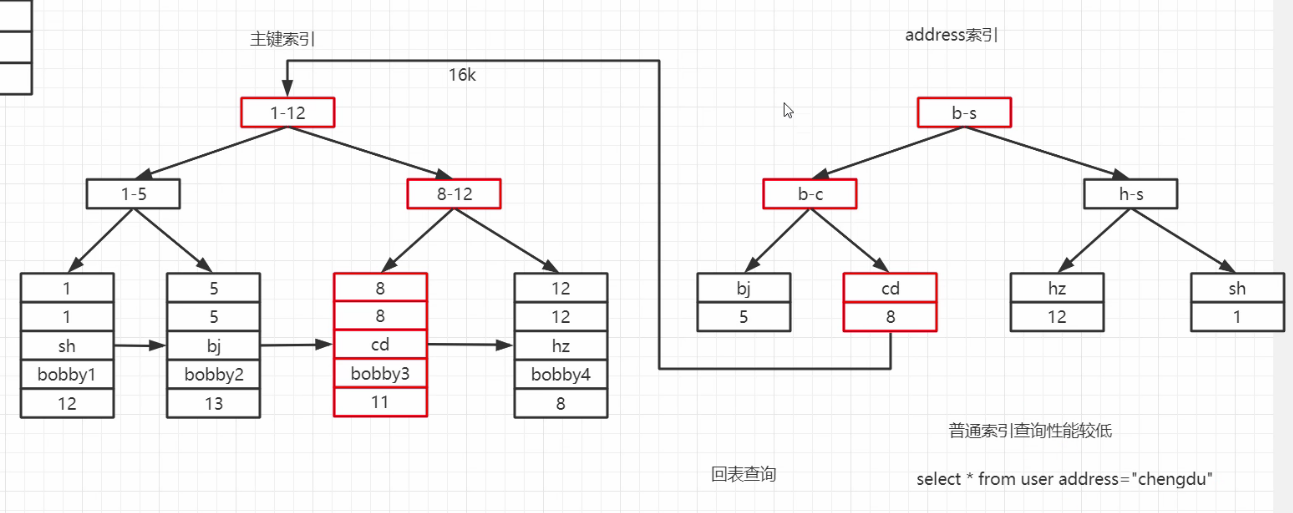 主键索引
address索引
16k
1-12
b-s
1-5
8-12
b-c
h-s
1
5
8
12
bj
cd
hz
sh
1
5
8
12
5
8
12
1
sh
bj
cd
hz
bobby1
bobby2
bobby3
bobby4
12
13
11
8
普通索引查询性能较低
回表查询
select * from user address="chengdu"